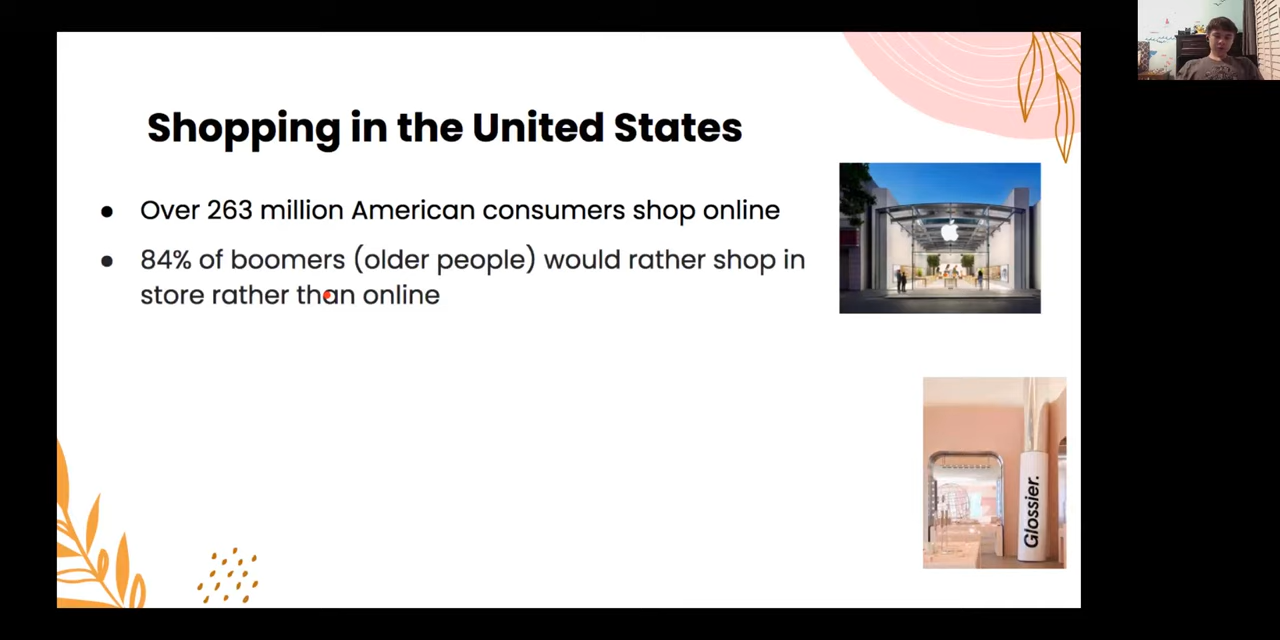 Shopping in the United States
● Over 263 million American consumers shop online
● 84% of boomers (older people) would rather shop in
store rather than online
Glossier.